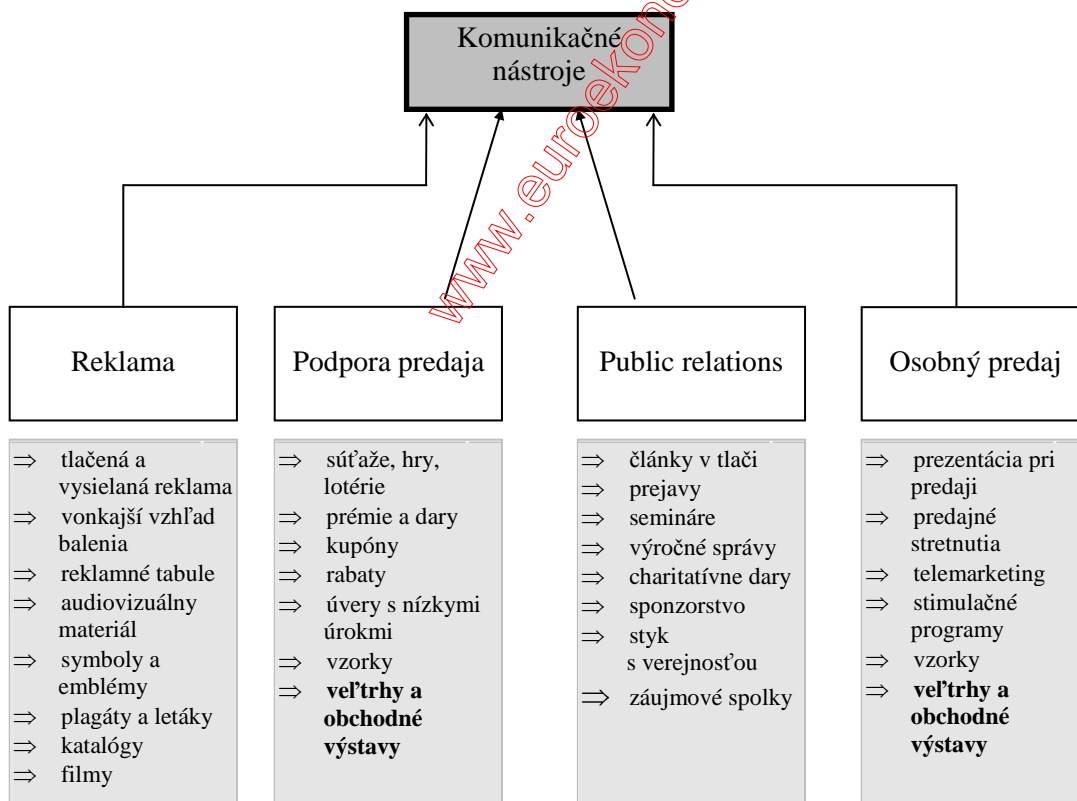 Komunikačné
nástroje
www.euroekono
Reklama
Podpora predaja
Public relations
Osobný predaj
⇒ tlačená a
vysielaná reklama
⇒ vonkajší vzhľad
balenia
⇒ reklamné tabule
⇒ audiovizuálny
materiál
⇒ symboly a
emblémy
⇒ plagáty a letáky
⇒ katalógy
⇒ filmy
⇒ súťaže, hry,
lotérie
⇒ prémie a dary
⇒ kupóny
⇒ rabaty
⇒ úvery s nízkymi
úrokmi
⇒ vzorky
⇒ veľtrhy a
obchodné
výstavy
⇒ články v tlači
⇒ prejavy
⇒ semináre
⇒ výročné správy
⇒ charitatívne dary
⇒ sponzorstvo
⇒ styk
s verejnosťou
⇒ záujmové spolky
⇒ prezentácia pri
predaji
⇒ predajné
stretnutia
⇒ telemarketing
⇒ stimulačné
programy
⇒ vzorky
⇒ veľtrhy a
obchodné
výstavy